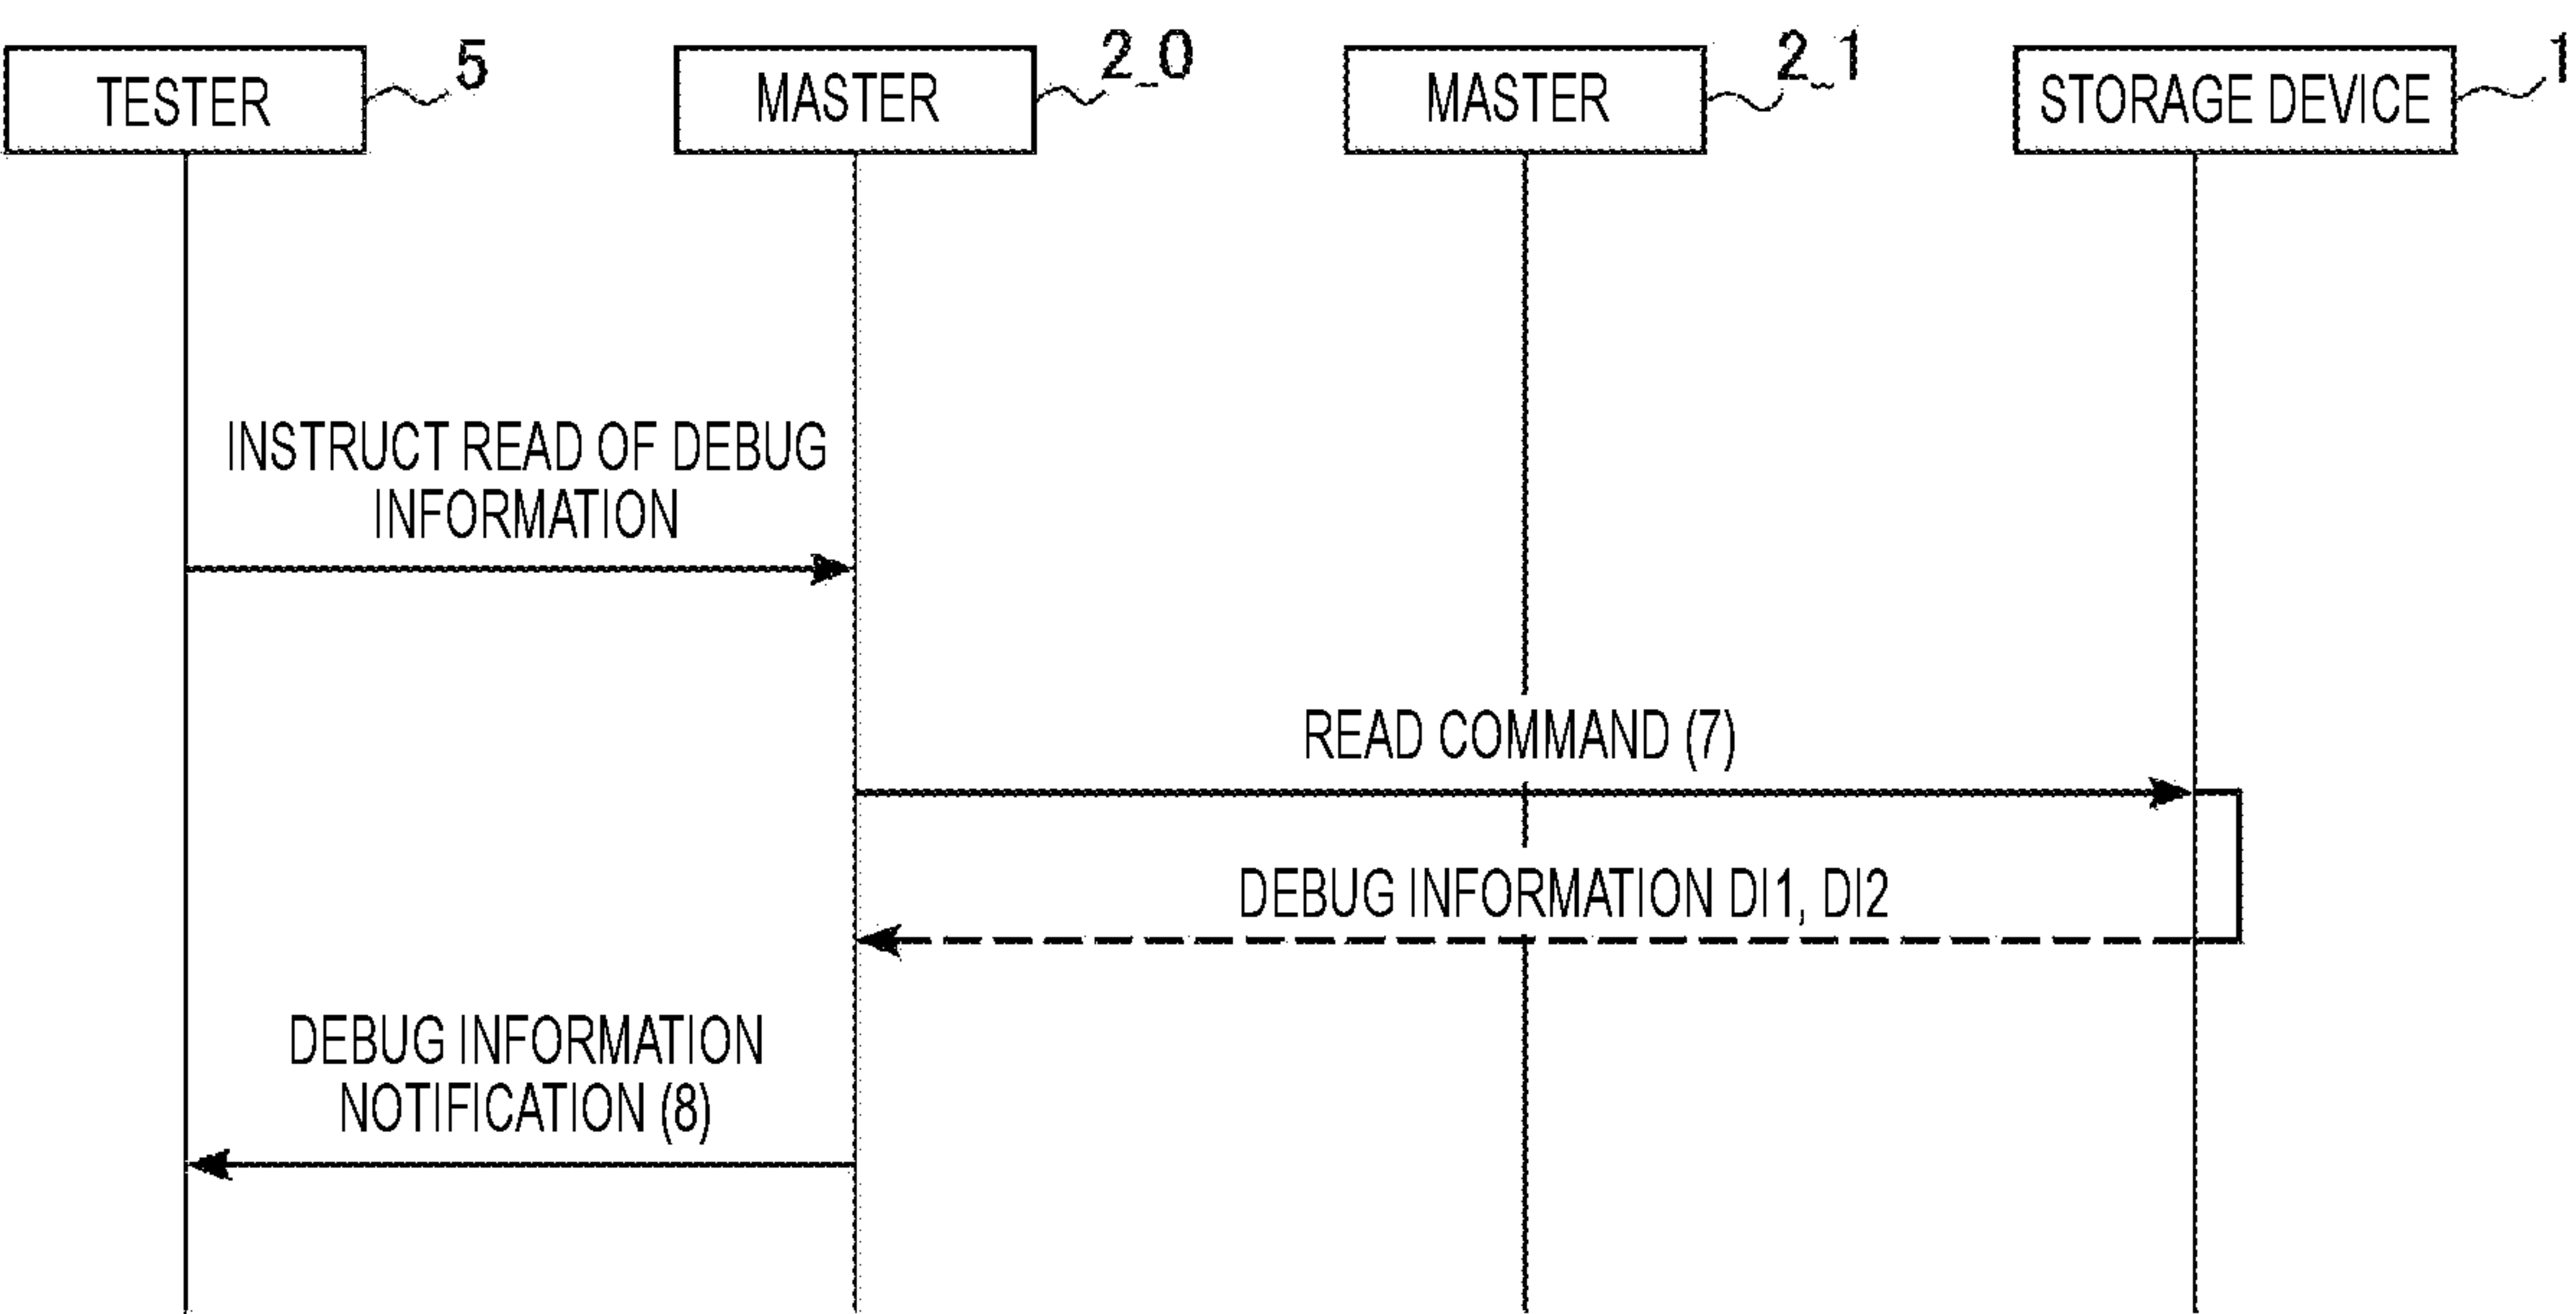 TESTER 5
MASTER 2_0
MASTER 2_1
STORAGE DEVICE 1
INSTRUCT READ OF DEBUG
INFORMATION
READ COMMAND (7)
DEBUG INFORMATION DI1, DI2
DEBUG INFORMATION
NOTIFICATION (8)